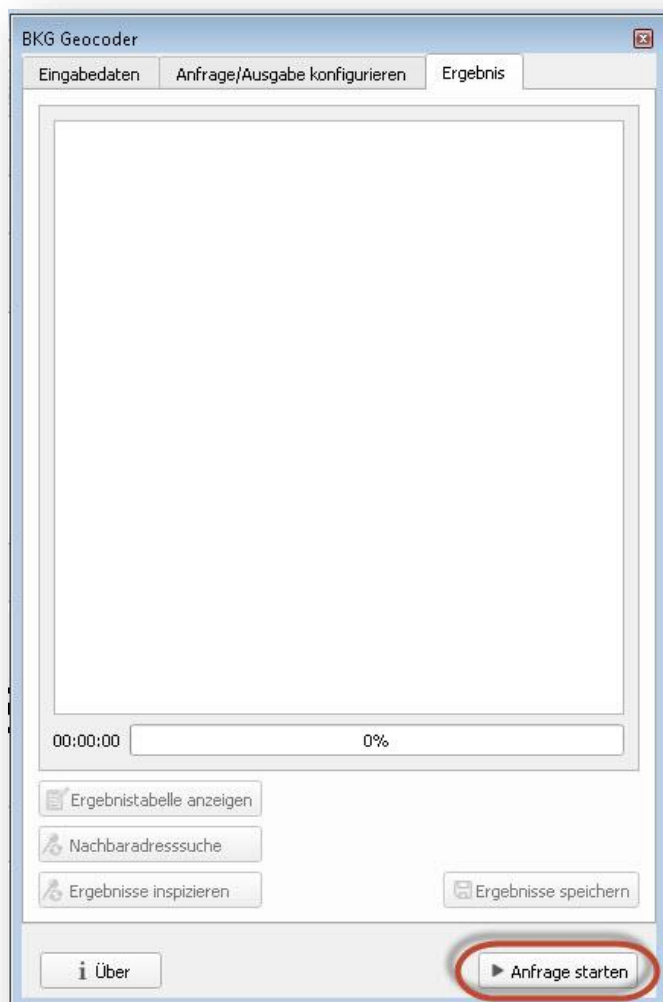 BKG Geocoder
Eingabedaten Anfrage/Ausgabe konfigurieren Ergebnis
00:00:00 0%
Ergebnistabelle anzeigen
Nachbaradresssuche
Ergebnisse inspizieren Ergebnisse speichern
i Über Anfrage starten